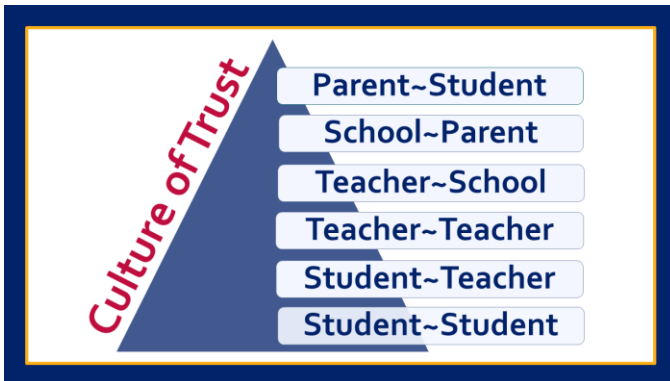 Culture of Trust
Parent~Student
School~Parent
Teacher~School
Teacher~Teacher
Student~Teacher
Student~Student